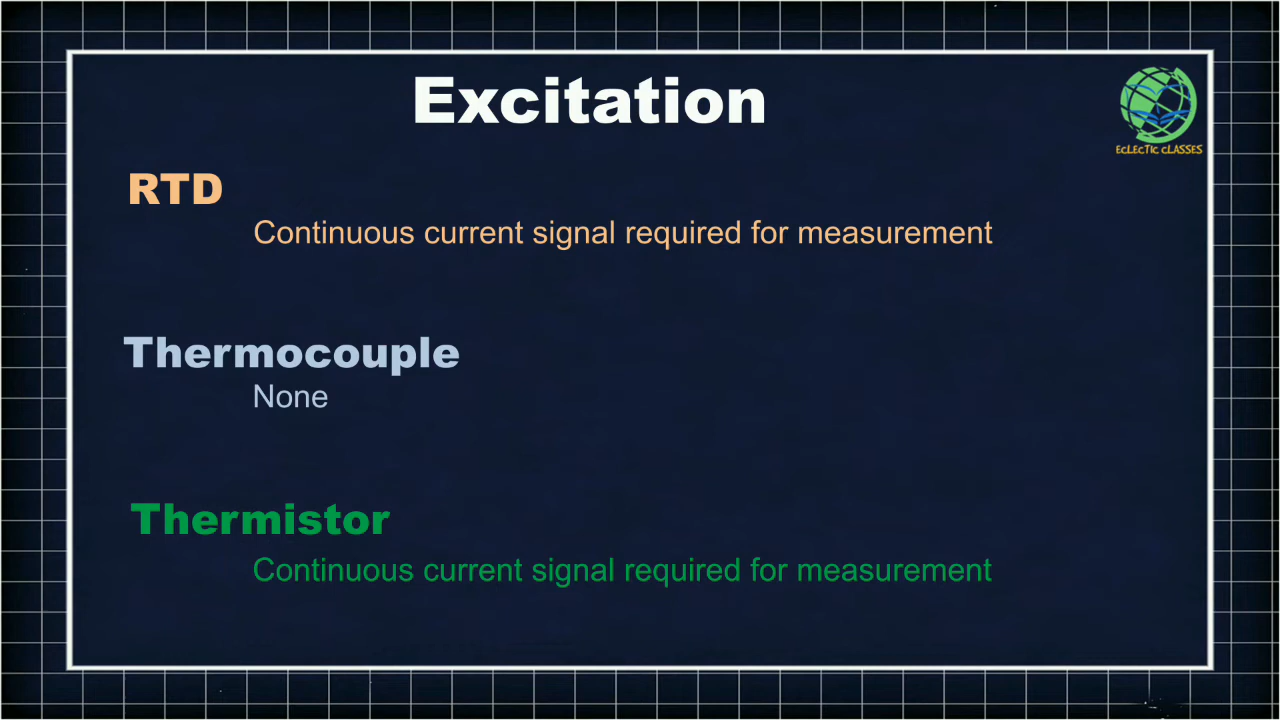 Excitation
ECLECTIC CLASSES
RTD
Continuous current signal required for measurement
Thermocouple
None
Thermistor
Continuous current signal required for measurement